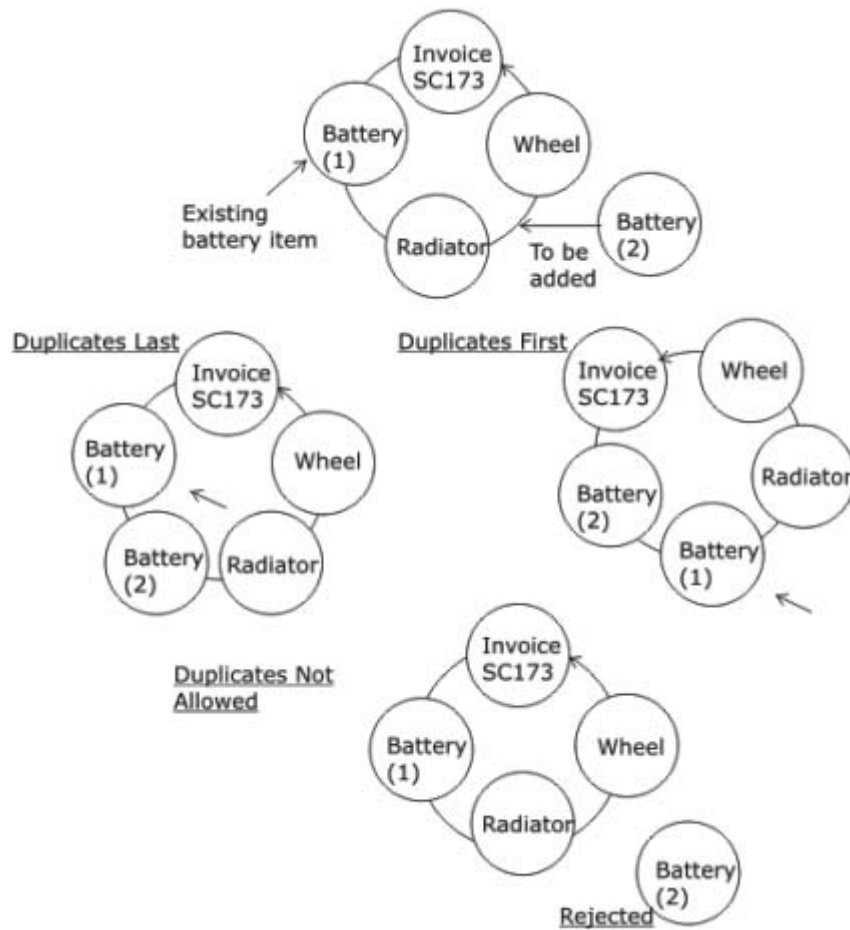 Invoice
SC173
Battery
(1)
Wheel
Existing
battery item
Radiator
To be
added
Battery
(2)
Duplicates Last
Invoice
SC173
Battery
(1)
Wheel
Battery
(2)
Radiator
Duplicates First
Invoice
SC173
Wheel
Battery
(2)
Radiator
Battery
(1)
Duplicates Not
Allowed
Invoice
SC173
Battery
(1)
Wheel
Radiator
Battery
(2)
Rejected